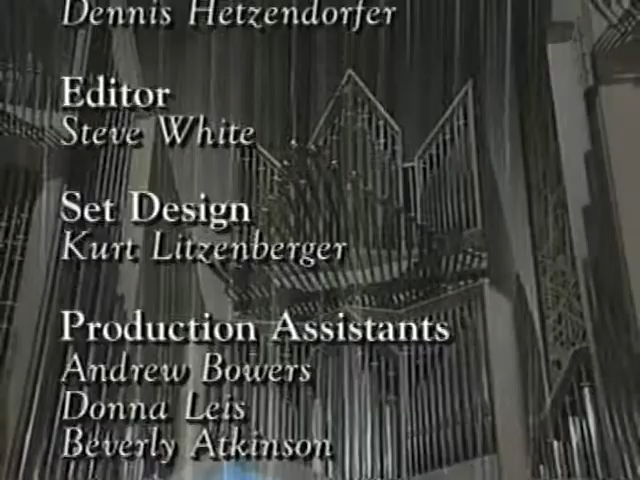 Dennis Hetzendorfer
Editor
Steve White
Set Design
Kurt Litzenberger
Production Assistants
Andrew Bowers
Donna Leis
Beverly Atkinson